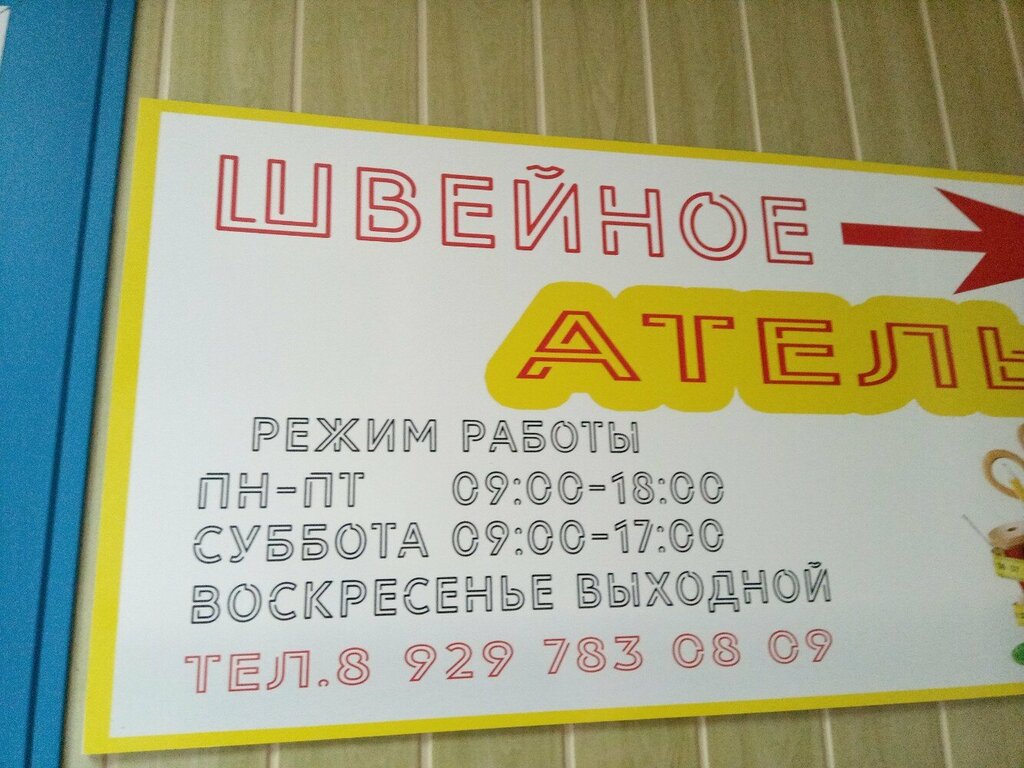 ШВЕЙНОЕ
АТЕЛЬ
РЕЖИМ РАБОТЫ
ПН-ПТ 09:00-18:00
СУББОТА 09:00-17:00
ВОСКРЕСЕНЬЕ ВЫХОДНОЙ
ТЕЛ.8 929 783 08 09